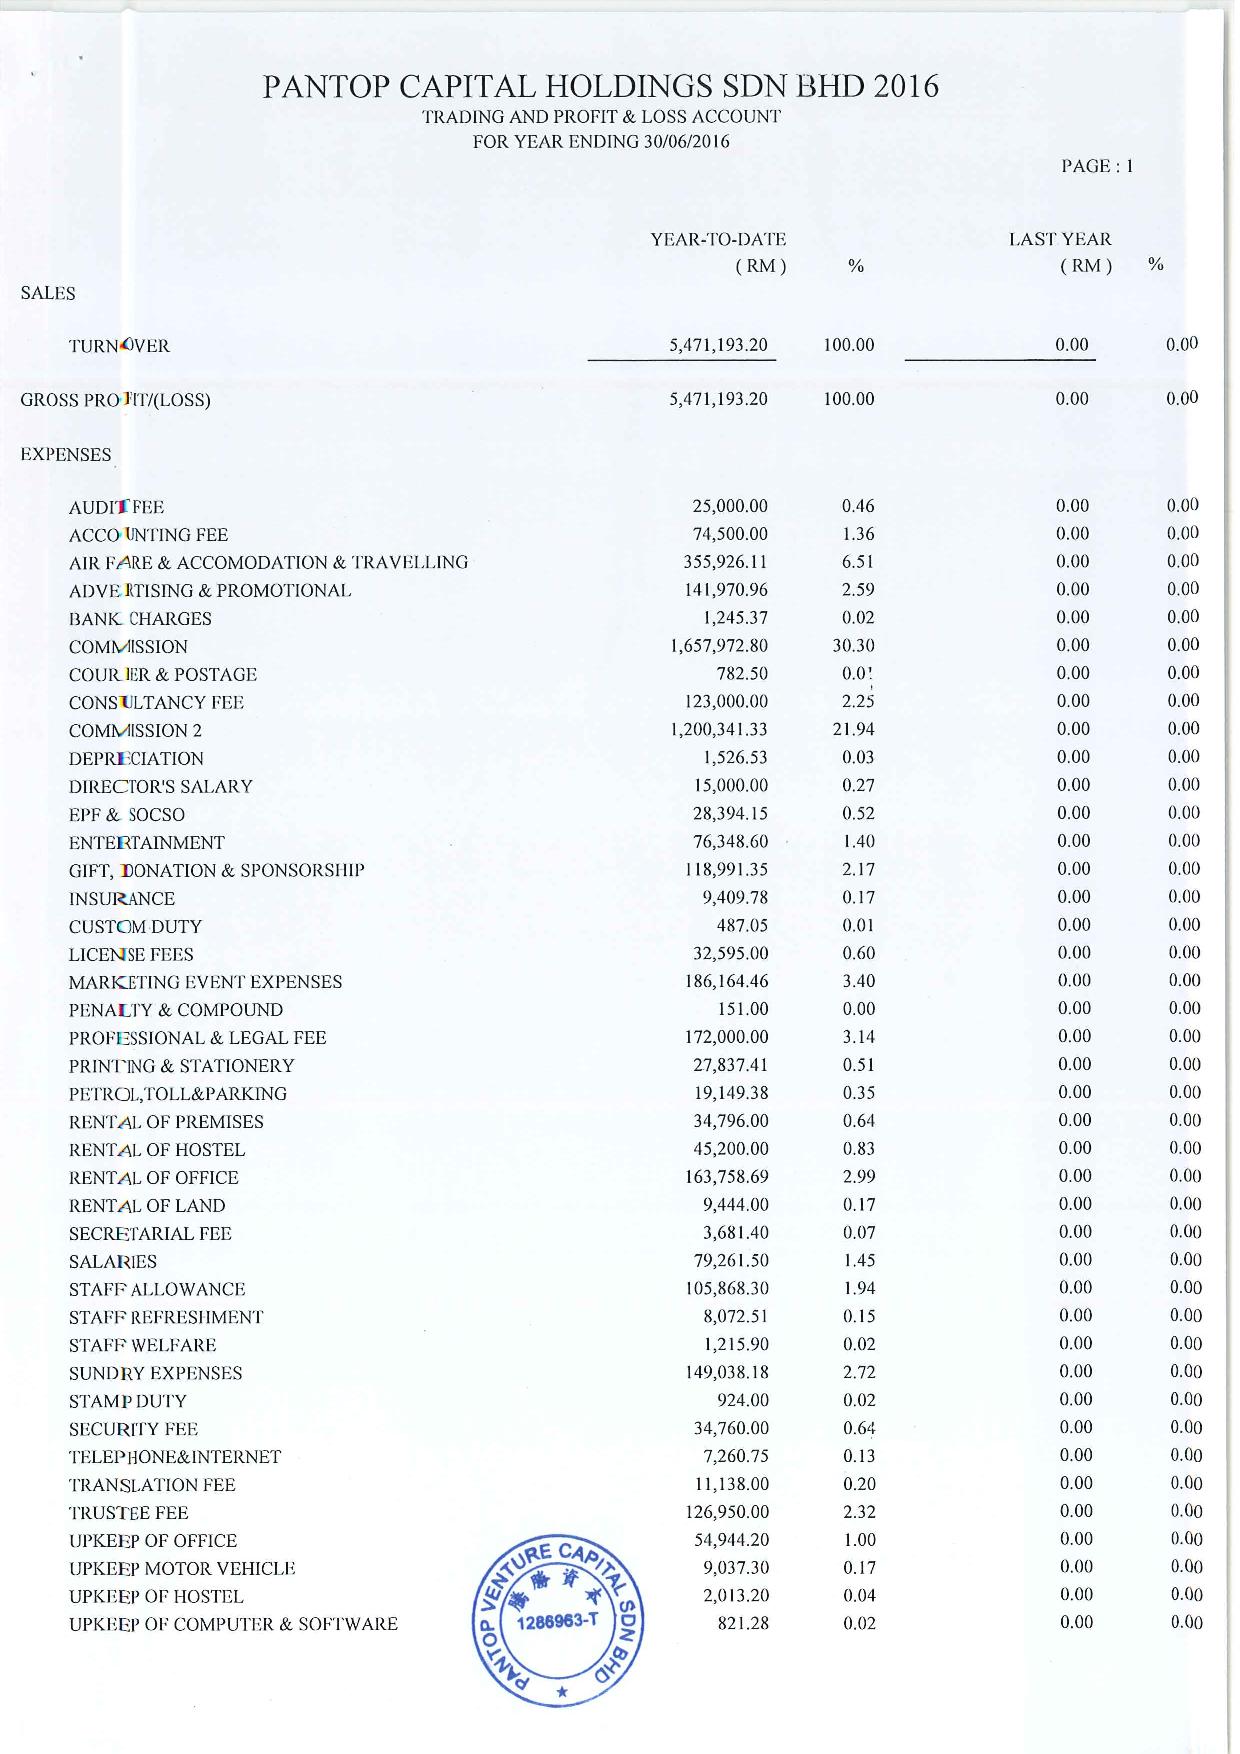 PANTOP CAPITAL HOLDINGS SDN BHD 2016
TRADING AND PROFIT & LOSS ACCOUNT
FOR YEAR ENDING 30/06/2016
PAGE : 1
YEAR-TO-DATE LAST YEAR
( RM ) % ( RM ) %
SALES
TURNOVER 5,471,193.20 100.00 0.00 0.00
GROSS PROFIT/(LOSS) 5,471,193.20 100.00 0.00 0.00
EXPENSES
AUDIT FEE 25,000.00 0.46 0.00 0.00
ACCOUNTING FEE 74,500.00 1.36 0.00 0.00
AIR FARE & ACCOMODATION & TRAVELLING 355,926.11 6.51 0.00 0.00
ADVERTISING & PROMOTIONAL 141,970.96 2.59 0.00 0.00
BANK CHARGES 1,245.37 0.02 0.00 0.00
COMMISSION 1,657,972.80 30.30 0.00 0.00
COURIER & POSTAGE 782.50 0.01 0.00 0.00
CONSULTANCY FEE 123,000.00 2.25 0.00 0.00
COMMISSION 2 1,200,341.33 21.94 0.00 0.00
DEPRECIATION 1,526.53 0.03 0.00 0.00
DIRECTOR'S SALARY 15,000.00 0.27 0.00 0.00
EPF & SOCSO 28,394.15 0.52 0.00 0.00
ENTERTAINMENT 76,348.60 1.40 0.00 0.00
GIFT, DONATION & SPONSORSHIP 118,991.35 2.17 0.00 0.00
INSURANCE 9,409.78 0.17 0.00 0.00
CUSTOM DUTY 487.05 0.01 0.00 0.00
LICENSE FEES 32,595.00 0.60 0.00 0.00
MARKETING EVENT EXPENSES 186,164.46 3.40 0.00 0.00
PENALTY & COMPOUND 151.00 0.00 0.00 0.00
PROFESSIONAL & LEGAL FEE 172,000.00 3.14 0.00 0.00
PRINTING & STATIONERY 27,837.41 0.51 0.00 0.00
PETROL,TOLL&PARKING 19,149.38 0.35 0.00 0.00
RENTAL OF PREMISES 34,796.00 0.64 0.00 0.00
RENTAL OF HOSTEL 45,200.00 0.83 0.00 0.00
RENTAL OF OFFICE 163,758.69 2.99 0.00 0.00
RENTAL OF LAND 9,444.00 0.17 0.00 0.00
SECRETARIAL FEE 3,681.40 0.07 0.00 0.00
SALARIES 79,261.50 1.45 0.00 0.00
STAFF ALLOWANCE 105,868.30 1.94 0.00 0.00
STAFF REFRESHMENT 8,072.51 0.15 0.00 0.00
STAFF WELFARE 1,215.90 0.02 0.00 0.00
SUNDRY EXPENSES 149,038.18 2.72 0.00 0.00
STAMP DUTY 924.00 0.02 0.00 0.00
SECURITY FEE 34,760.00 0.64 0.00 0.00
TELEPHONE&INTERNET 7,260.75 0.13 0.00 0.00
TRANSLATION FEE 11,138.00 0.20 0.00 0.00
TRUSTEE FEE 126,950.00 2.32 0.00 0.00
UPKEEP OF OFFICE 54,944.20 1.00 0.00 0.00
UPKEEP MOTOR VEHICLE 9,037.30 0.17 0.00 0.00
UPKEEP OF HOSTEL 2,013.20 0.04 0.00 0.00
UPKEEP OF COMPUTER & SOFTWARE 821.28 0.02 0.00 0.00
PANTOP VENTURE CAPITAL SDN BHD
騰勝資本
1286963-T